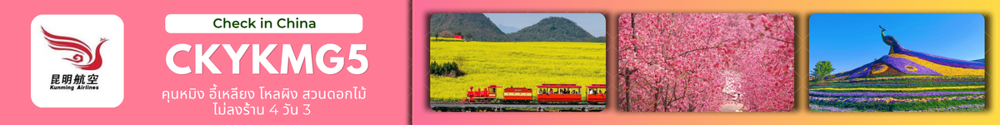 昆明航空
Kunming Airlines
Check in China
CKYKMG5
คุนหมิง อี้เหลียง โหลผิง สวนดอกไม้
ไม่ลงร้าน 4 วัน 3